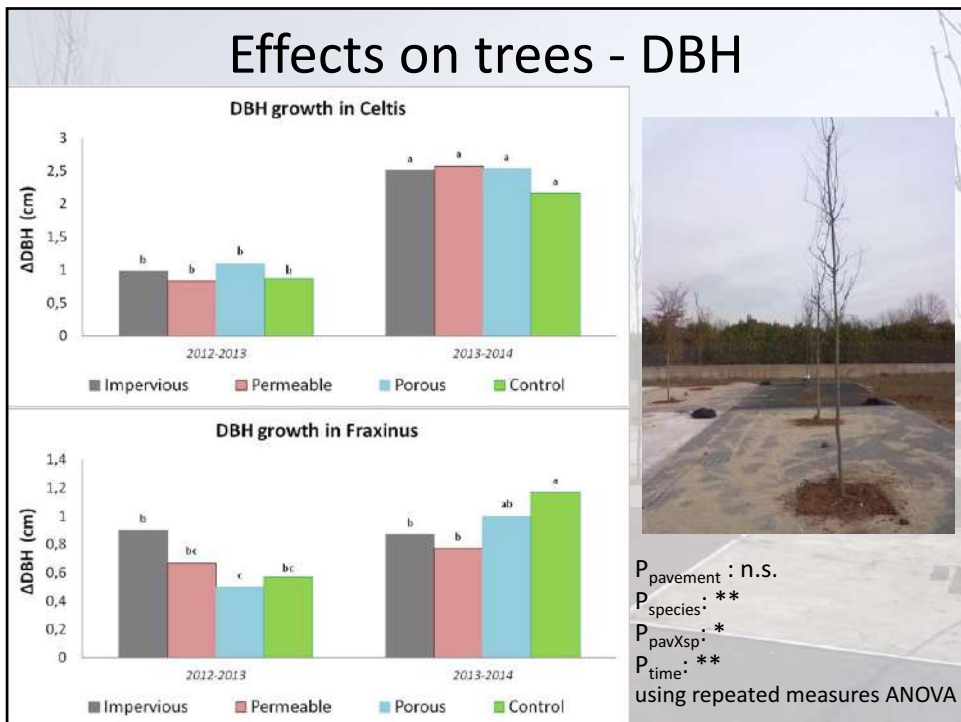 Effects on trees - DBH
DBH growth in Celtis
ΔDBH (cm)
3
2,5
2
1,5
1
0,5
0
b
b
b
b
a
a
a
a
2012-2013
2013-2014
Impervious
Permeable
Porous
Control
DBH growth in Fraxinus
ΔDBH (cm)
1,4
1,2
1
0,8
0,6
0,4
0,2
0
b
bc
c
bc
b
b
ab
a
2012-2013
2013-2014
Impervious
Permeable
Porous
Control
Ppavement : n.s.
Pspecies: **
PpavXsp: *
Ptime: **
using repeated measures ANOVA